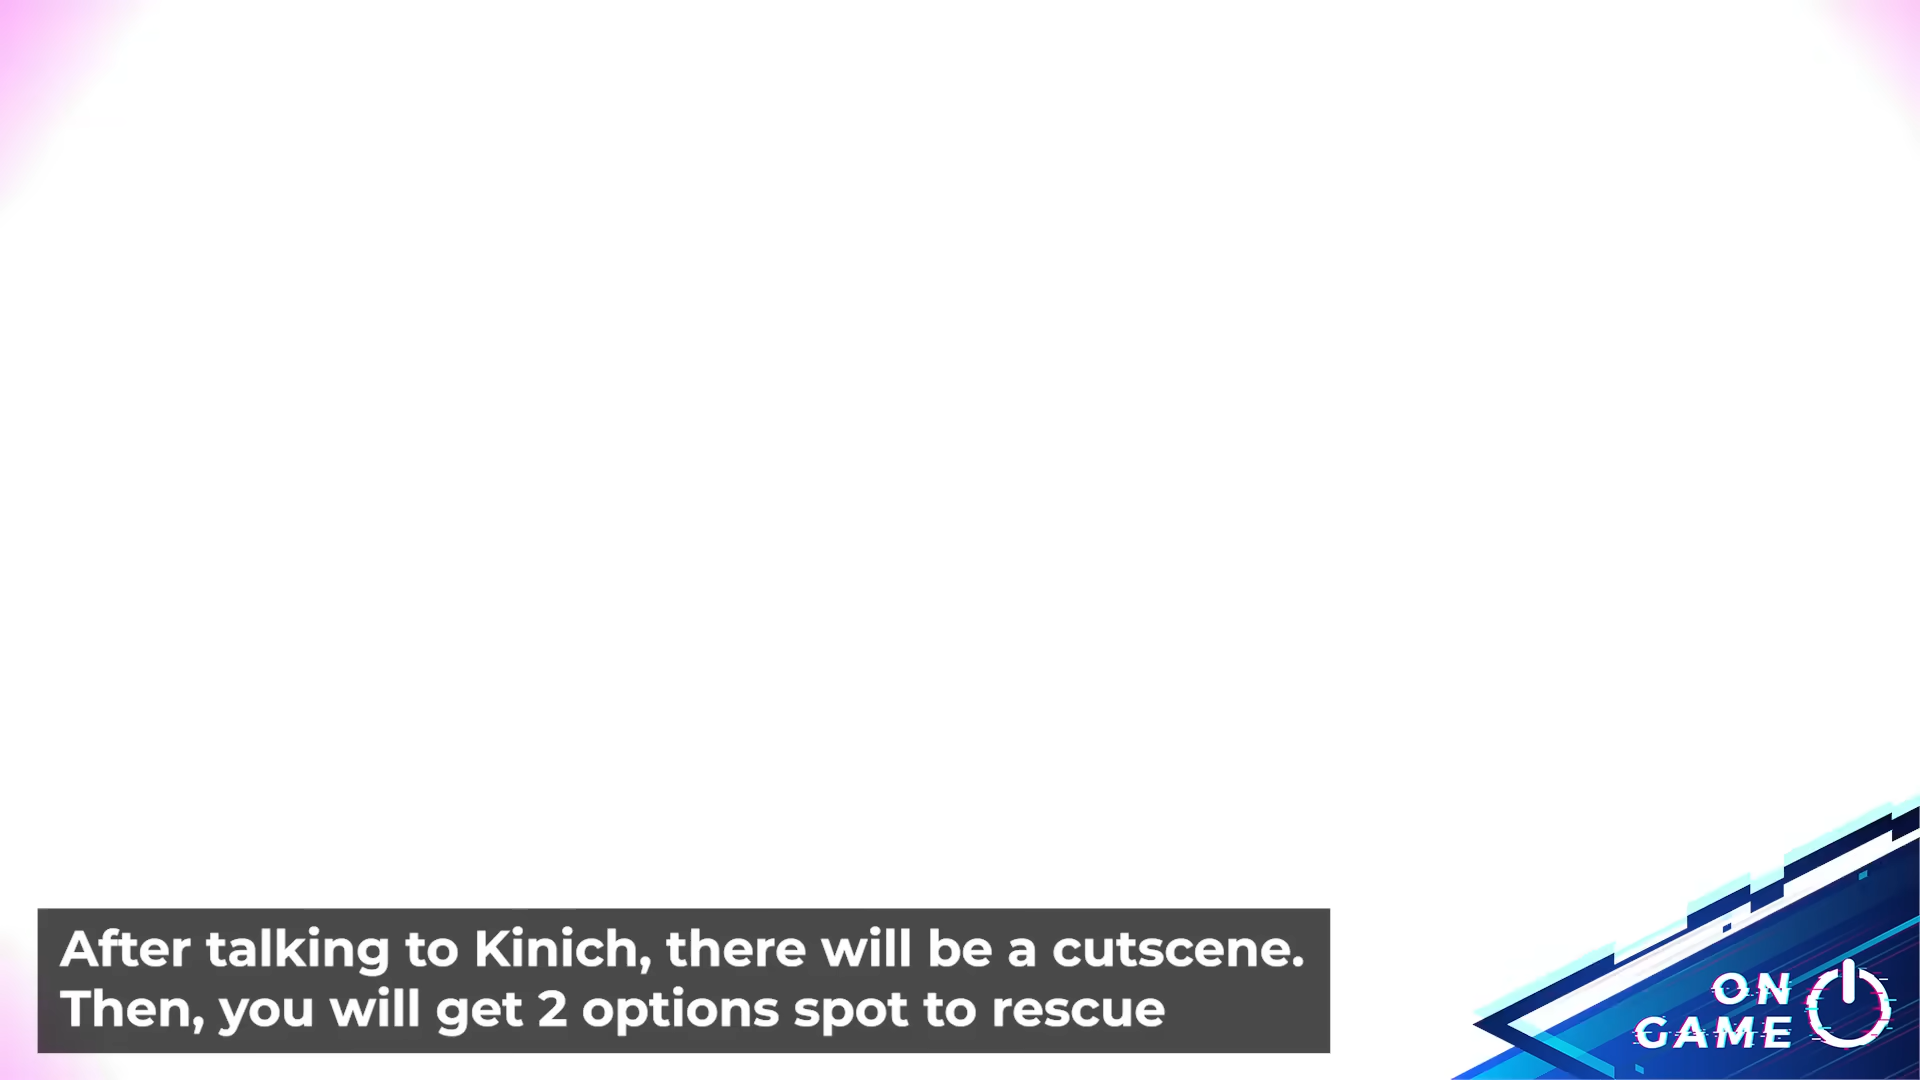 After talking to Kinich, there will be a cutscene.
Then, you will get 2 options spot to rescue
ON
GAME